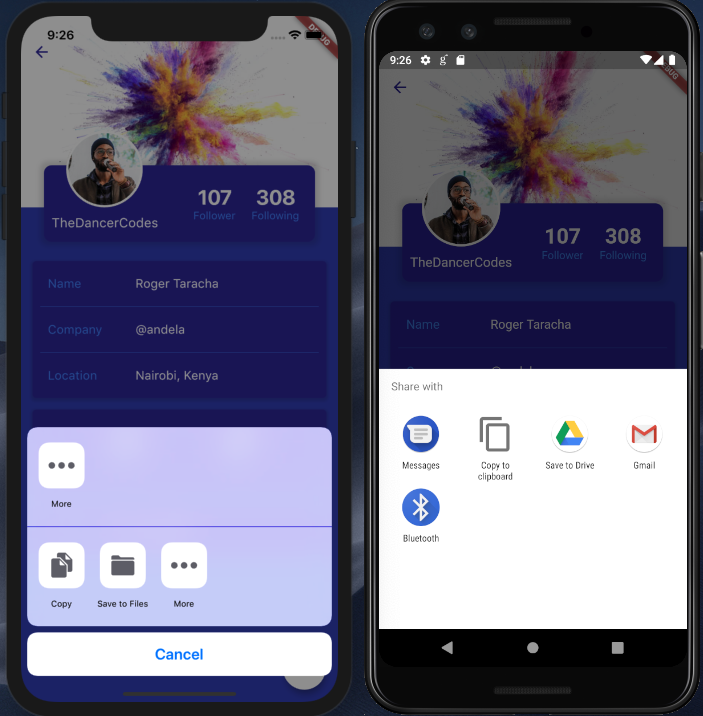 9:26
DEBUG
107
308
Follower
Following
TheDancerCodes
Name
Roger Taracha
Company
@andela
Location
Nairobi, Kenya
More
Copy
Save to Files
More
Cancel
9:26
107
308
Follower
Following
TheDancerCodes
Name
Roger Taracha
Share with
Messages
Copy to
clipboard
Save to Drive
Gmail
Bluetooth